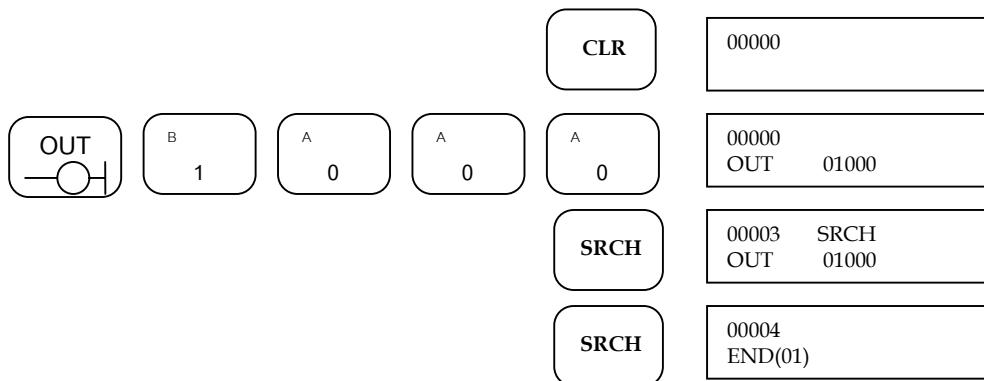 CLR
00000
OUT
B
1
A
0
A
0
A
0
00000
OUT 01000
SRCH
00003 SRCH
OUT 01000
SRCH
00004
END(01)